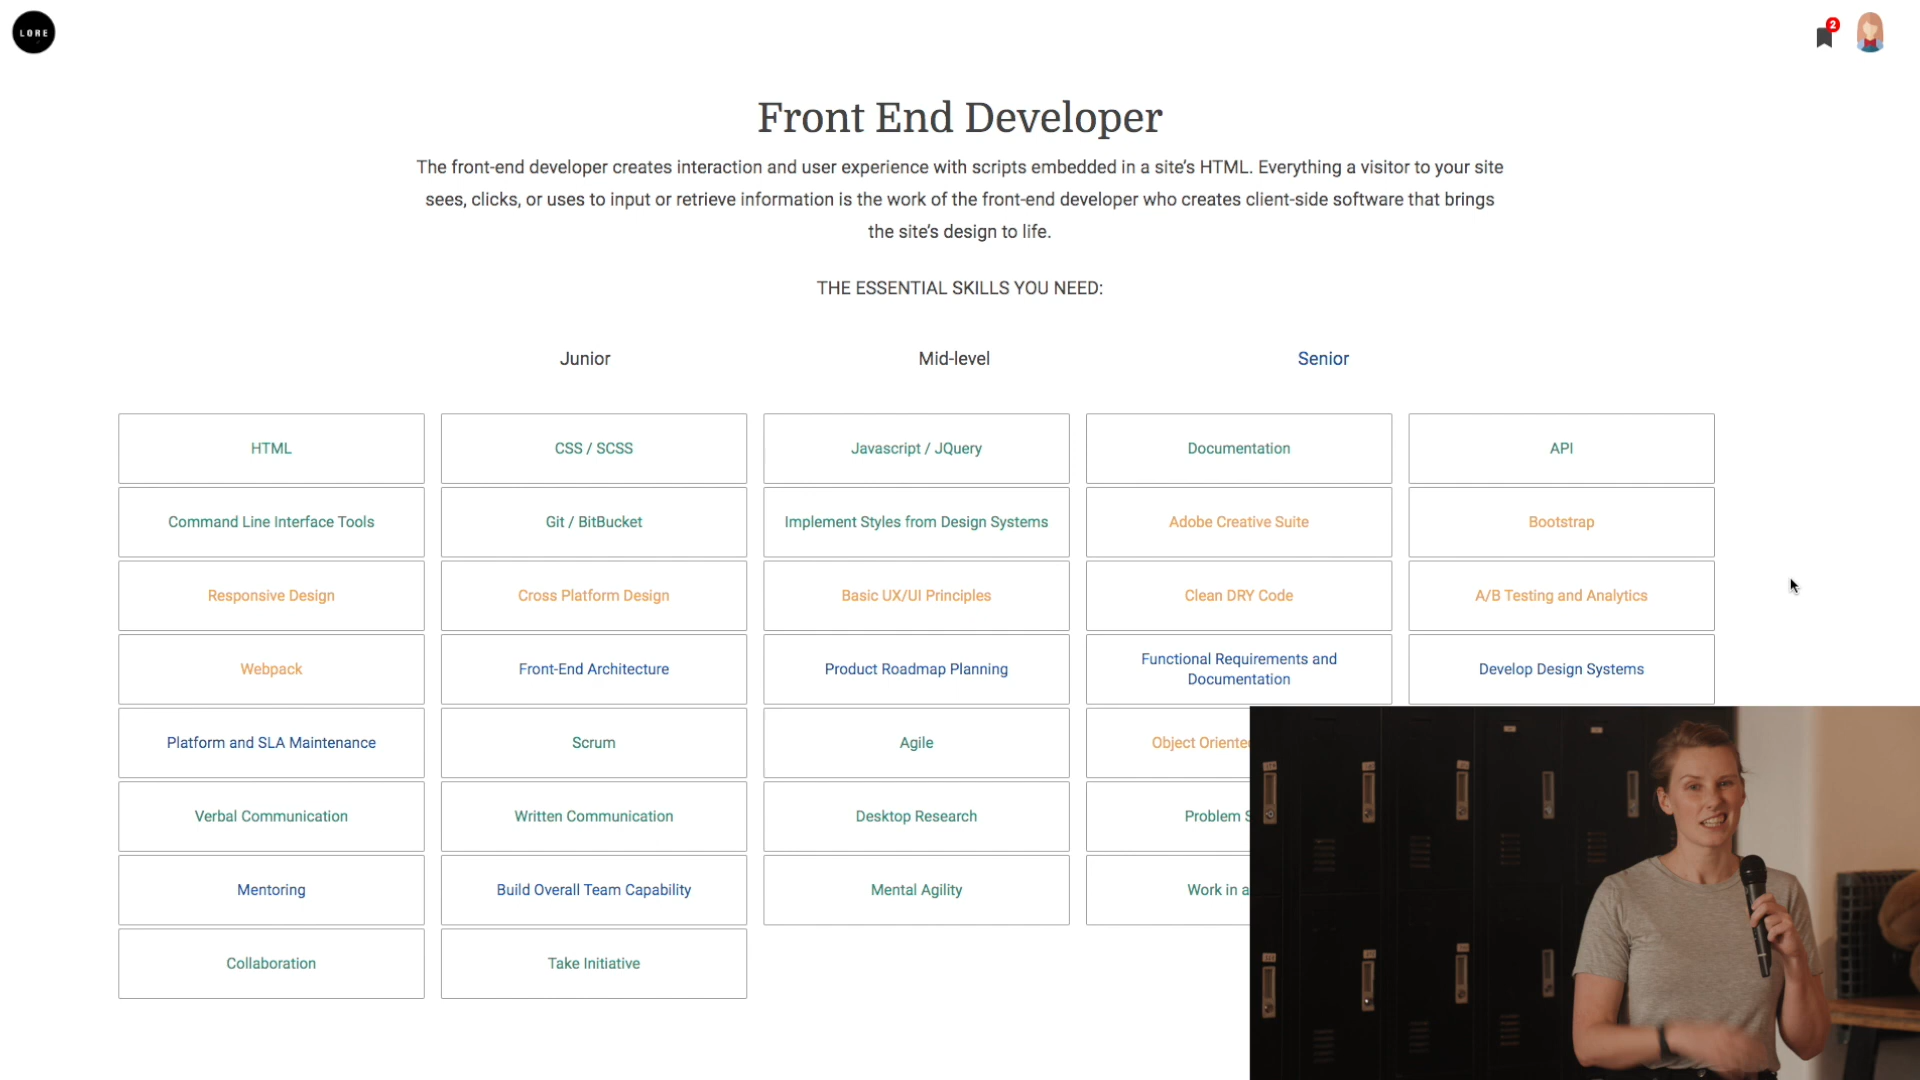 LORE
2
Front End Developer
The front-end developer creates interaction and user experience with scripts embedded in a site's HTML. Everything a visitor to your site
sees, clicks, or uses to input or retrieve information is the work of the front-end developer who creates client-side software that brings
the site's design to life.
THE ESSENTIAL SKILLS YOU NEED:
Junior Mid-level Senior
HTML CSS / SCSS Javascript / JQuery Documentation API
Command Line Interface Tools Git / BitBucket Implement Styles from Design Systems Adobe Creative Suite Bootstrap
Responsive Design Cross Platform Design Basic UX/UI Principles Clean DRY Code A/B Testing and Analytics
Webpack Front-End Architecture Product Roadmap Planning Functional Requirements and Documentation Develop Design Systems
Platform and SLA Maintenance Scrum Agile Object Oriente
Verbal Communication Written Communication Desktop Research Problem S
Mentoring Build Overall Team Capability Mental Agility Work in a
Collaboration Take Initiative